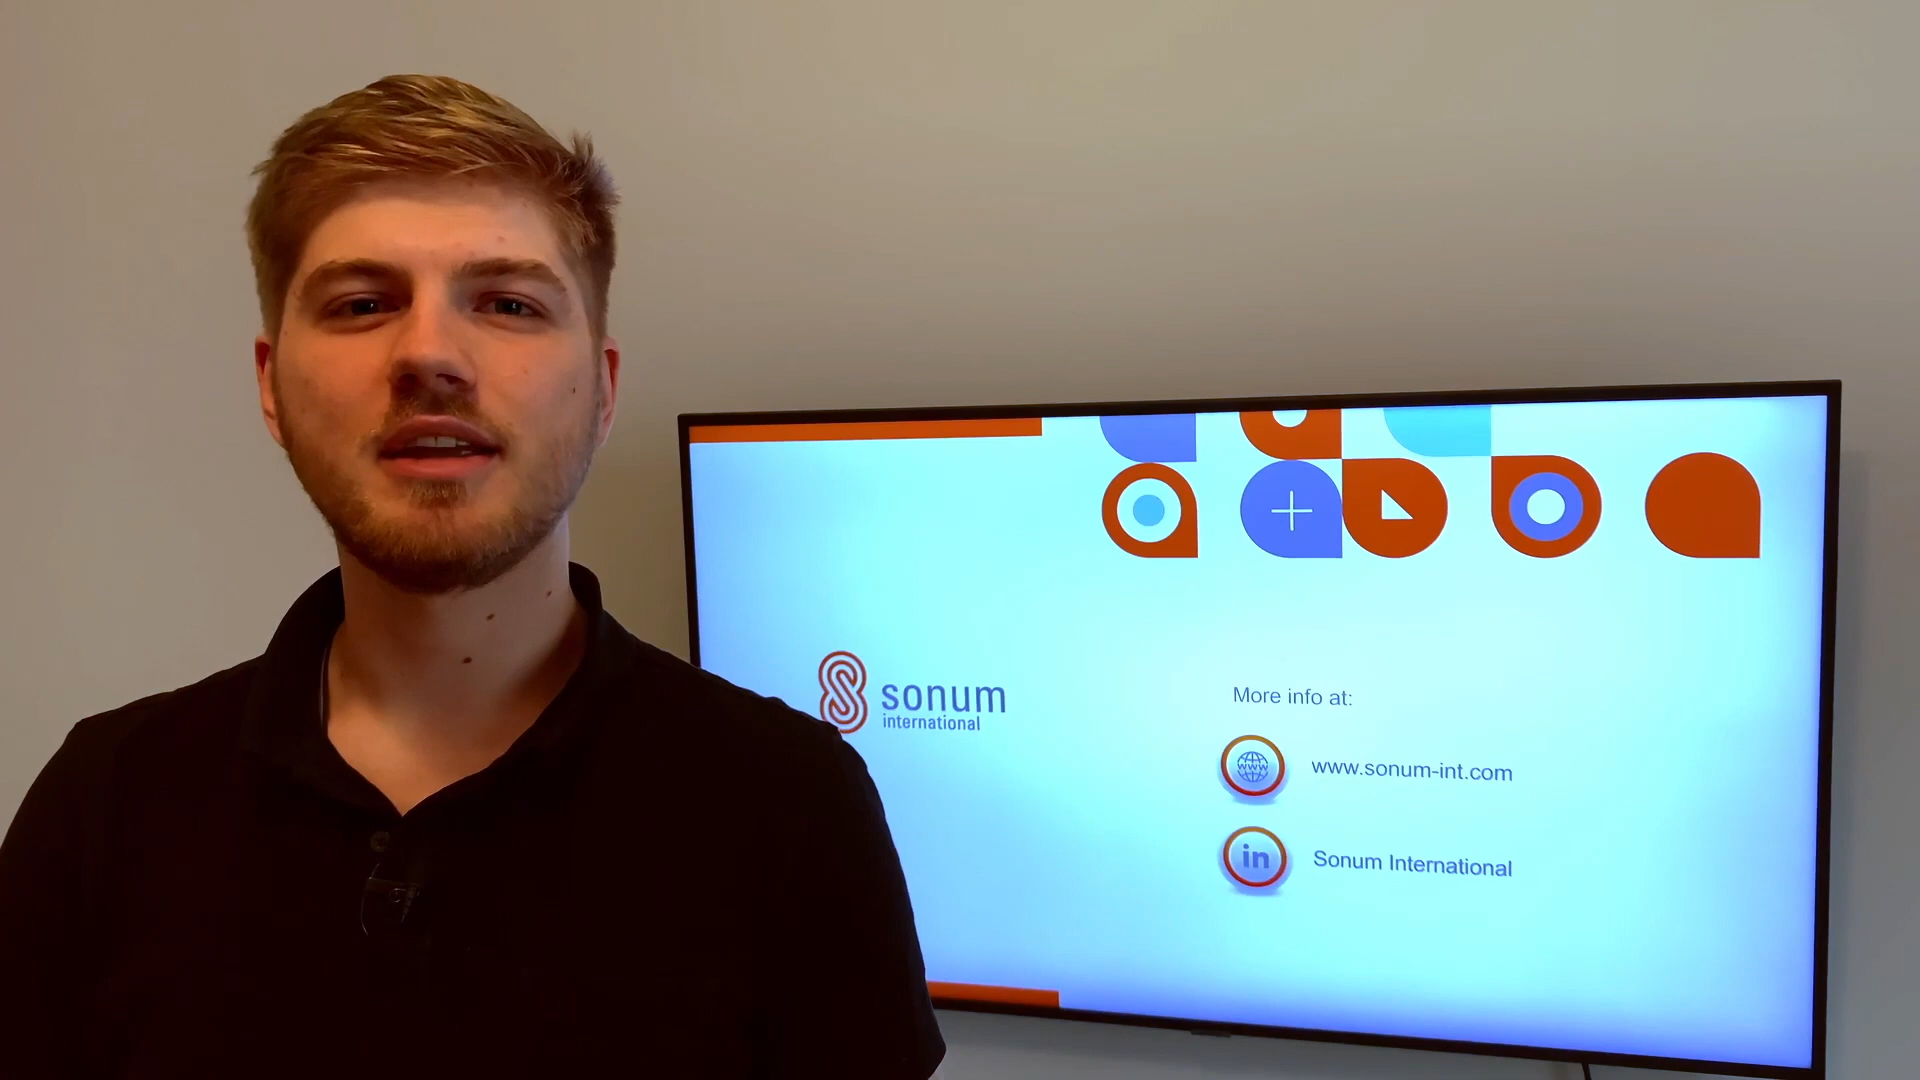 sonum
international
More info at:
www
www.sonum-int.com
in
Sonum International